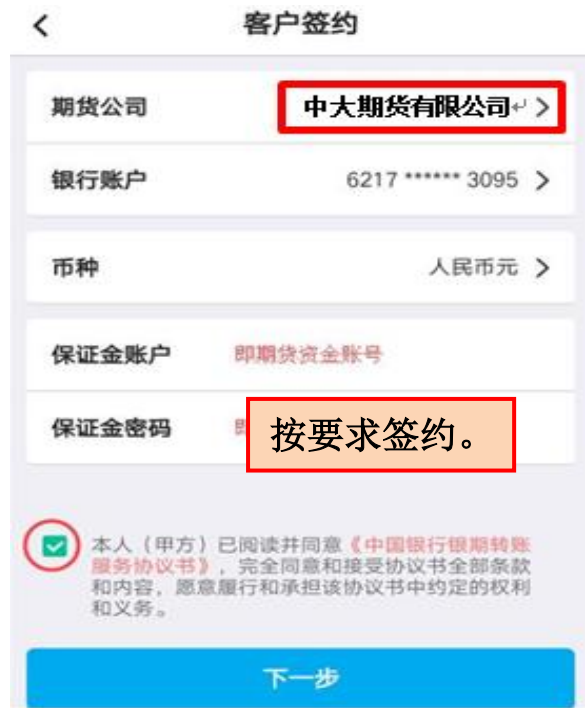 客户签约
期货公司 中大期货有限公司↵
银行账户 6217 ****** 3095
币种 人民币元
保证金账户 即期货资金账号
保证金密码
按要求签约。
本人（甲方）已阅读并同意《中国银行银期转账
服务协议书》，完全同意和接受协议书全部条款
和内容，愿意履行和承担该协议书中约定的权利
和义务。
下一步